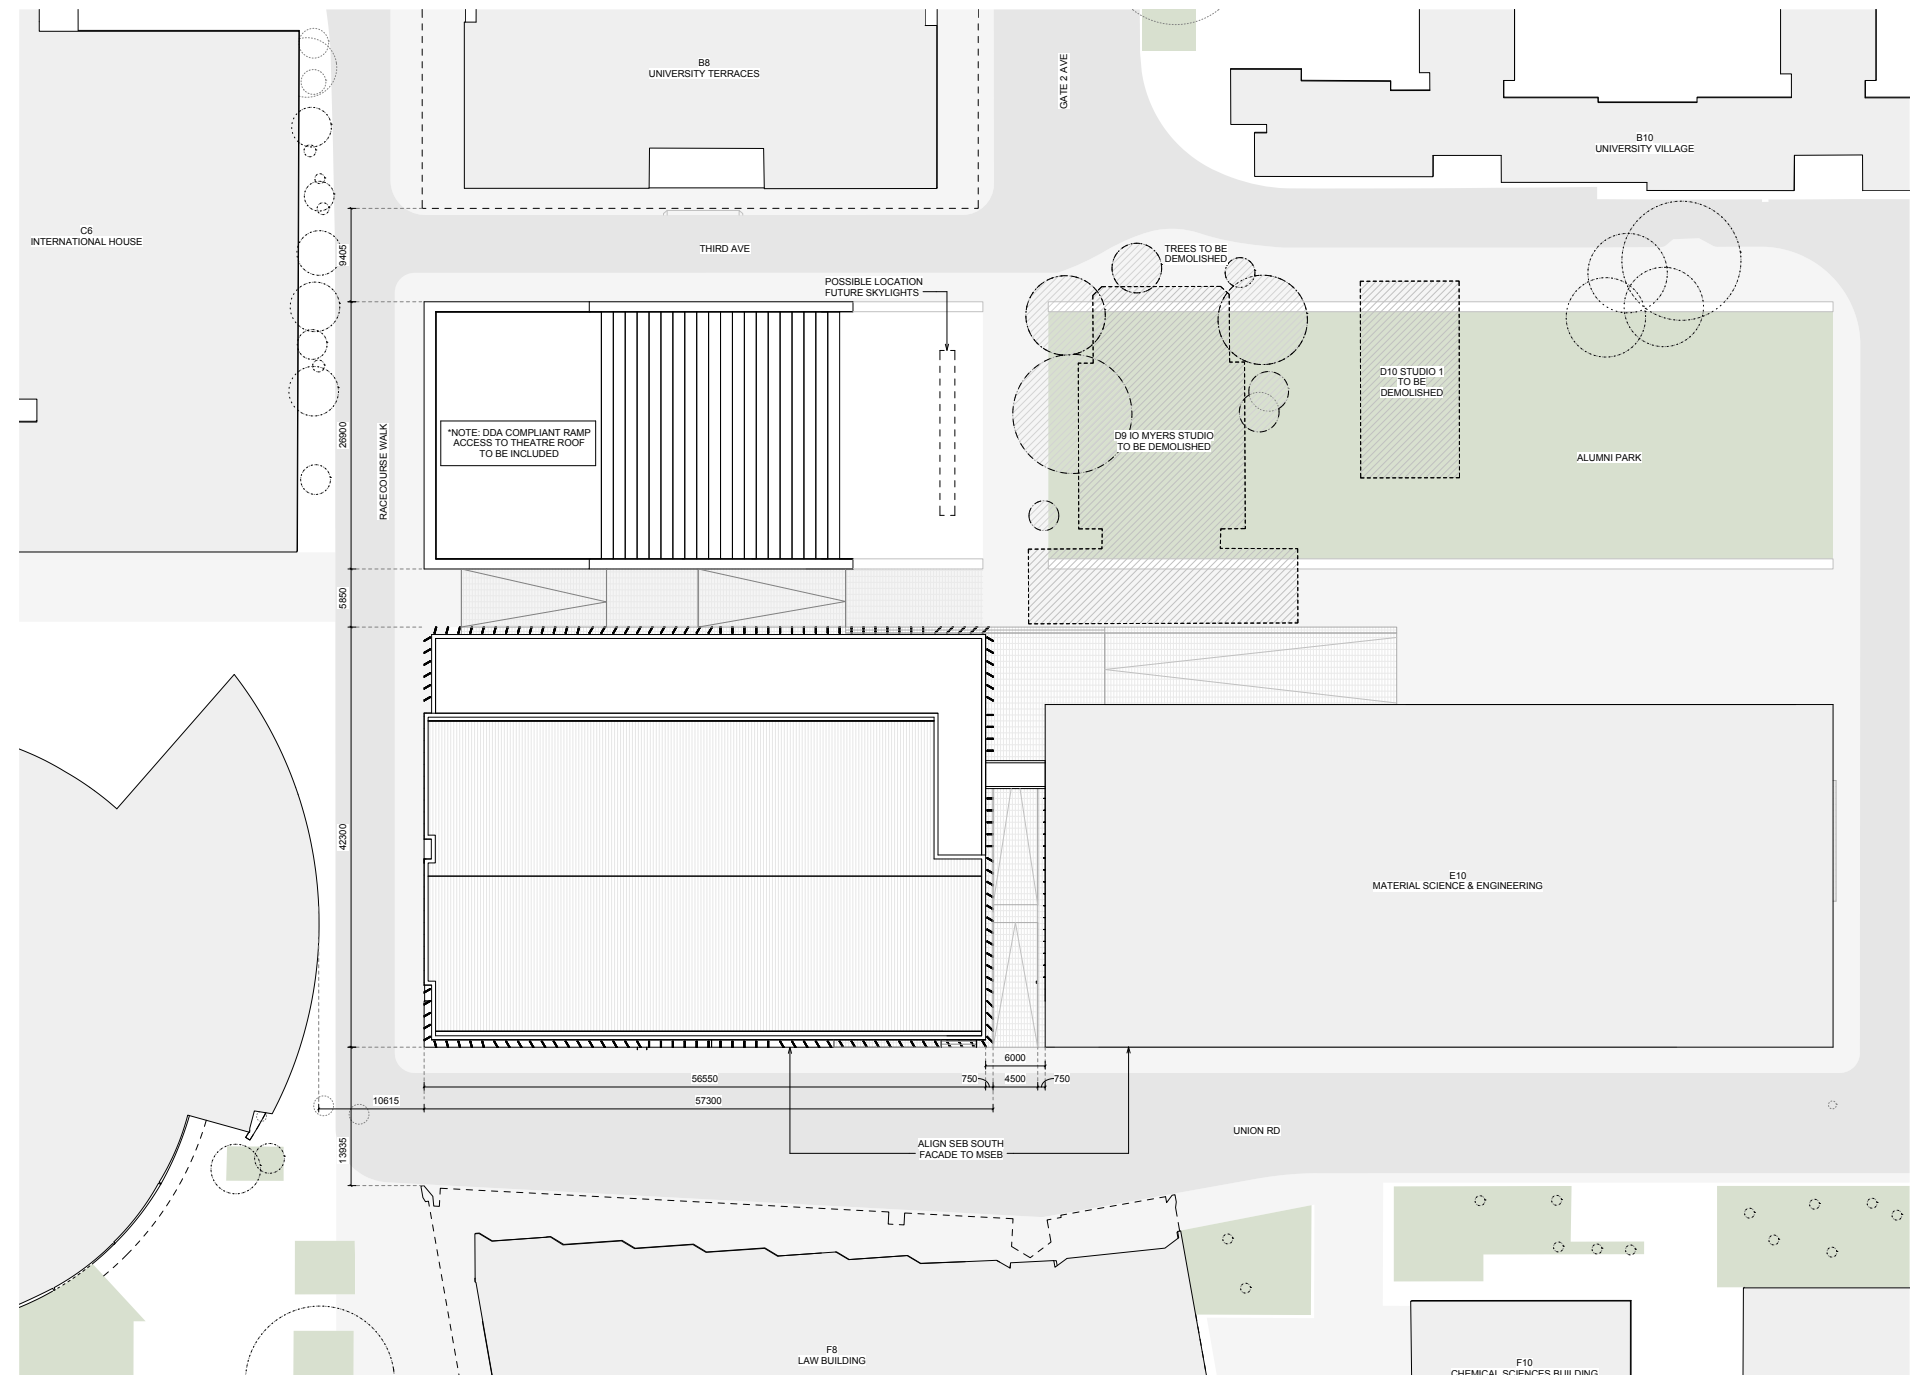 B8
UNIVERSITY TERRACES
GATE 2 AVE
B10
UNIVERSITY VILLAGE
C6
INTERNATIONAL HOUSE
9405
THIRD AVE
TREES TO BE
DEMOLISHED
POSSIBLE LOCATION
FUTURE SKYLIGHTS
D10 STUDIO 1
TO BE
DEMOLISHED
*NOTE: DDA COMPLIANT RAMP
ACCESS TO THEATRE ROOF
TO BE INCLUDED
26900
RACECOURSE WALK
D9 IO MYERS STUDIO
TO BE DEMOLISHED
ALUMNI PARK
5850
42300
E10
MATERIAL SCIENCE & ENGINEERING
6000
56550
750
4500
750
10615
57300
13935
ALIGN SEB SOUTH
FACADE TO MSEB
UNION RD
F8
LAW BUILDING
F10
CHEMICAL SCIENCES BUILDING